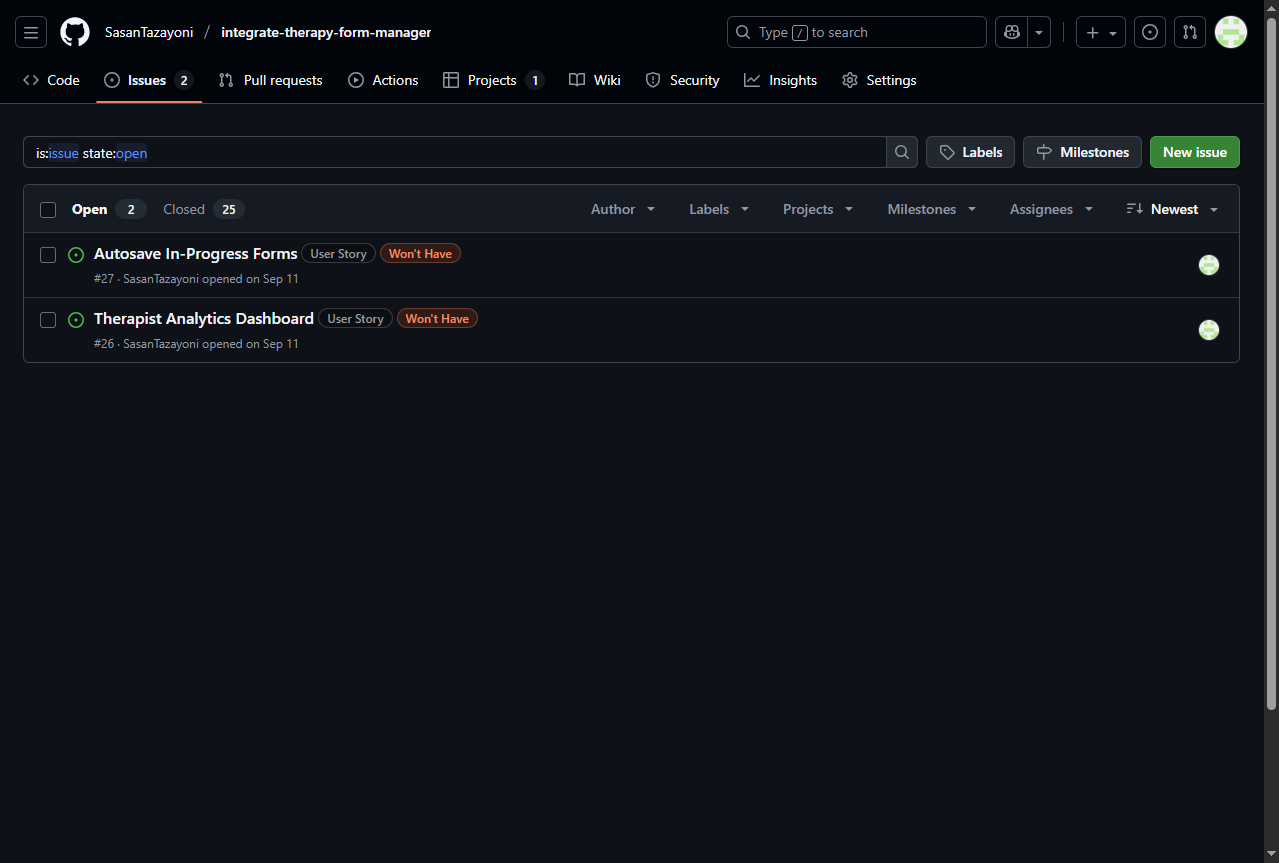 SasanTazayoni / integrate-therapy-form-manager
Type / to search
Code
Issues 2
Pull requests
Actions
Projects 1
Wiki
Security
Insights
Settings
is:issue state:open
Labels
Milestones
New issue
Open 2
Closed 25
Author
Labels
Projects
Milestones
Assignees
Newest
Autosave In-Progress Forms User Story Won't Have
#27 · SasanTazayoni opened on Sep 11
Therapist Analytics Dashboard User Story Won't Have
#26 · SasanTazayoni opened on Sep 11